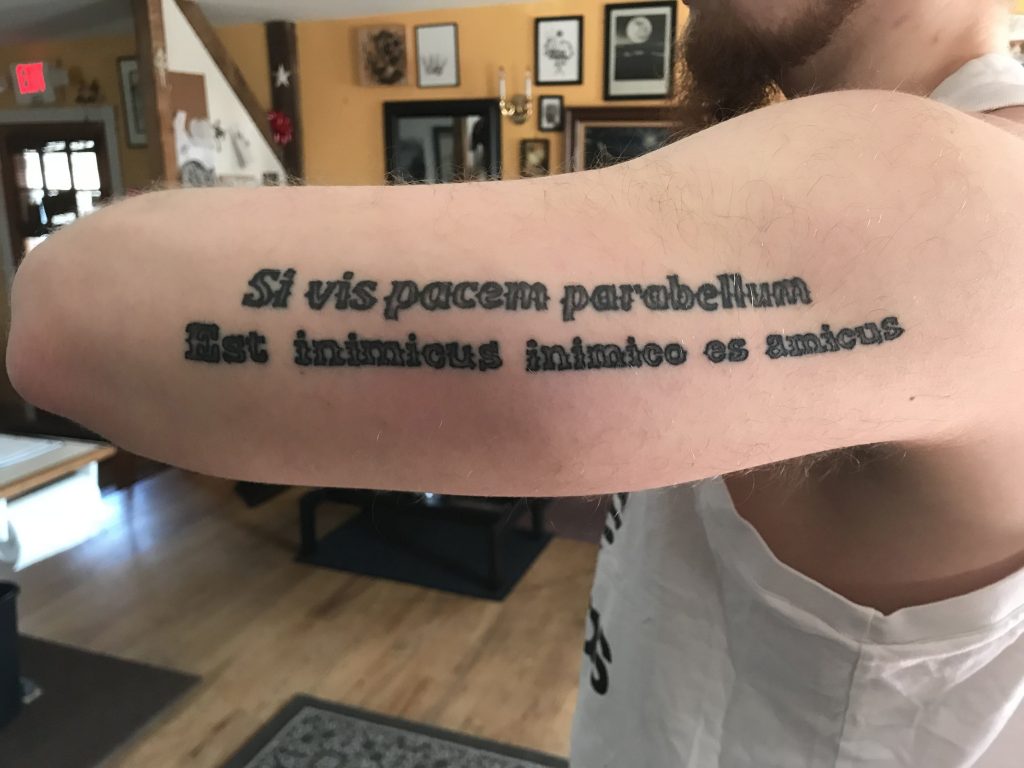 Si vis pacem parabellum
Est inimicus inimico es amicus